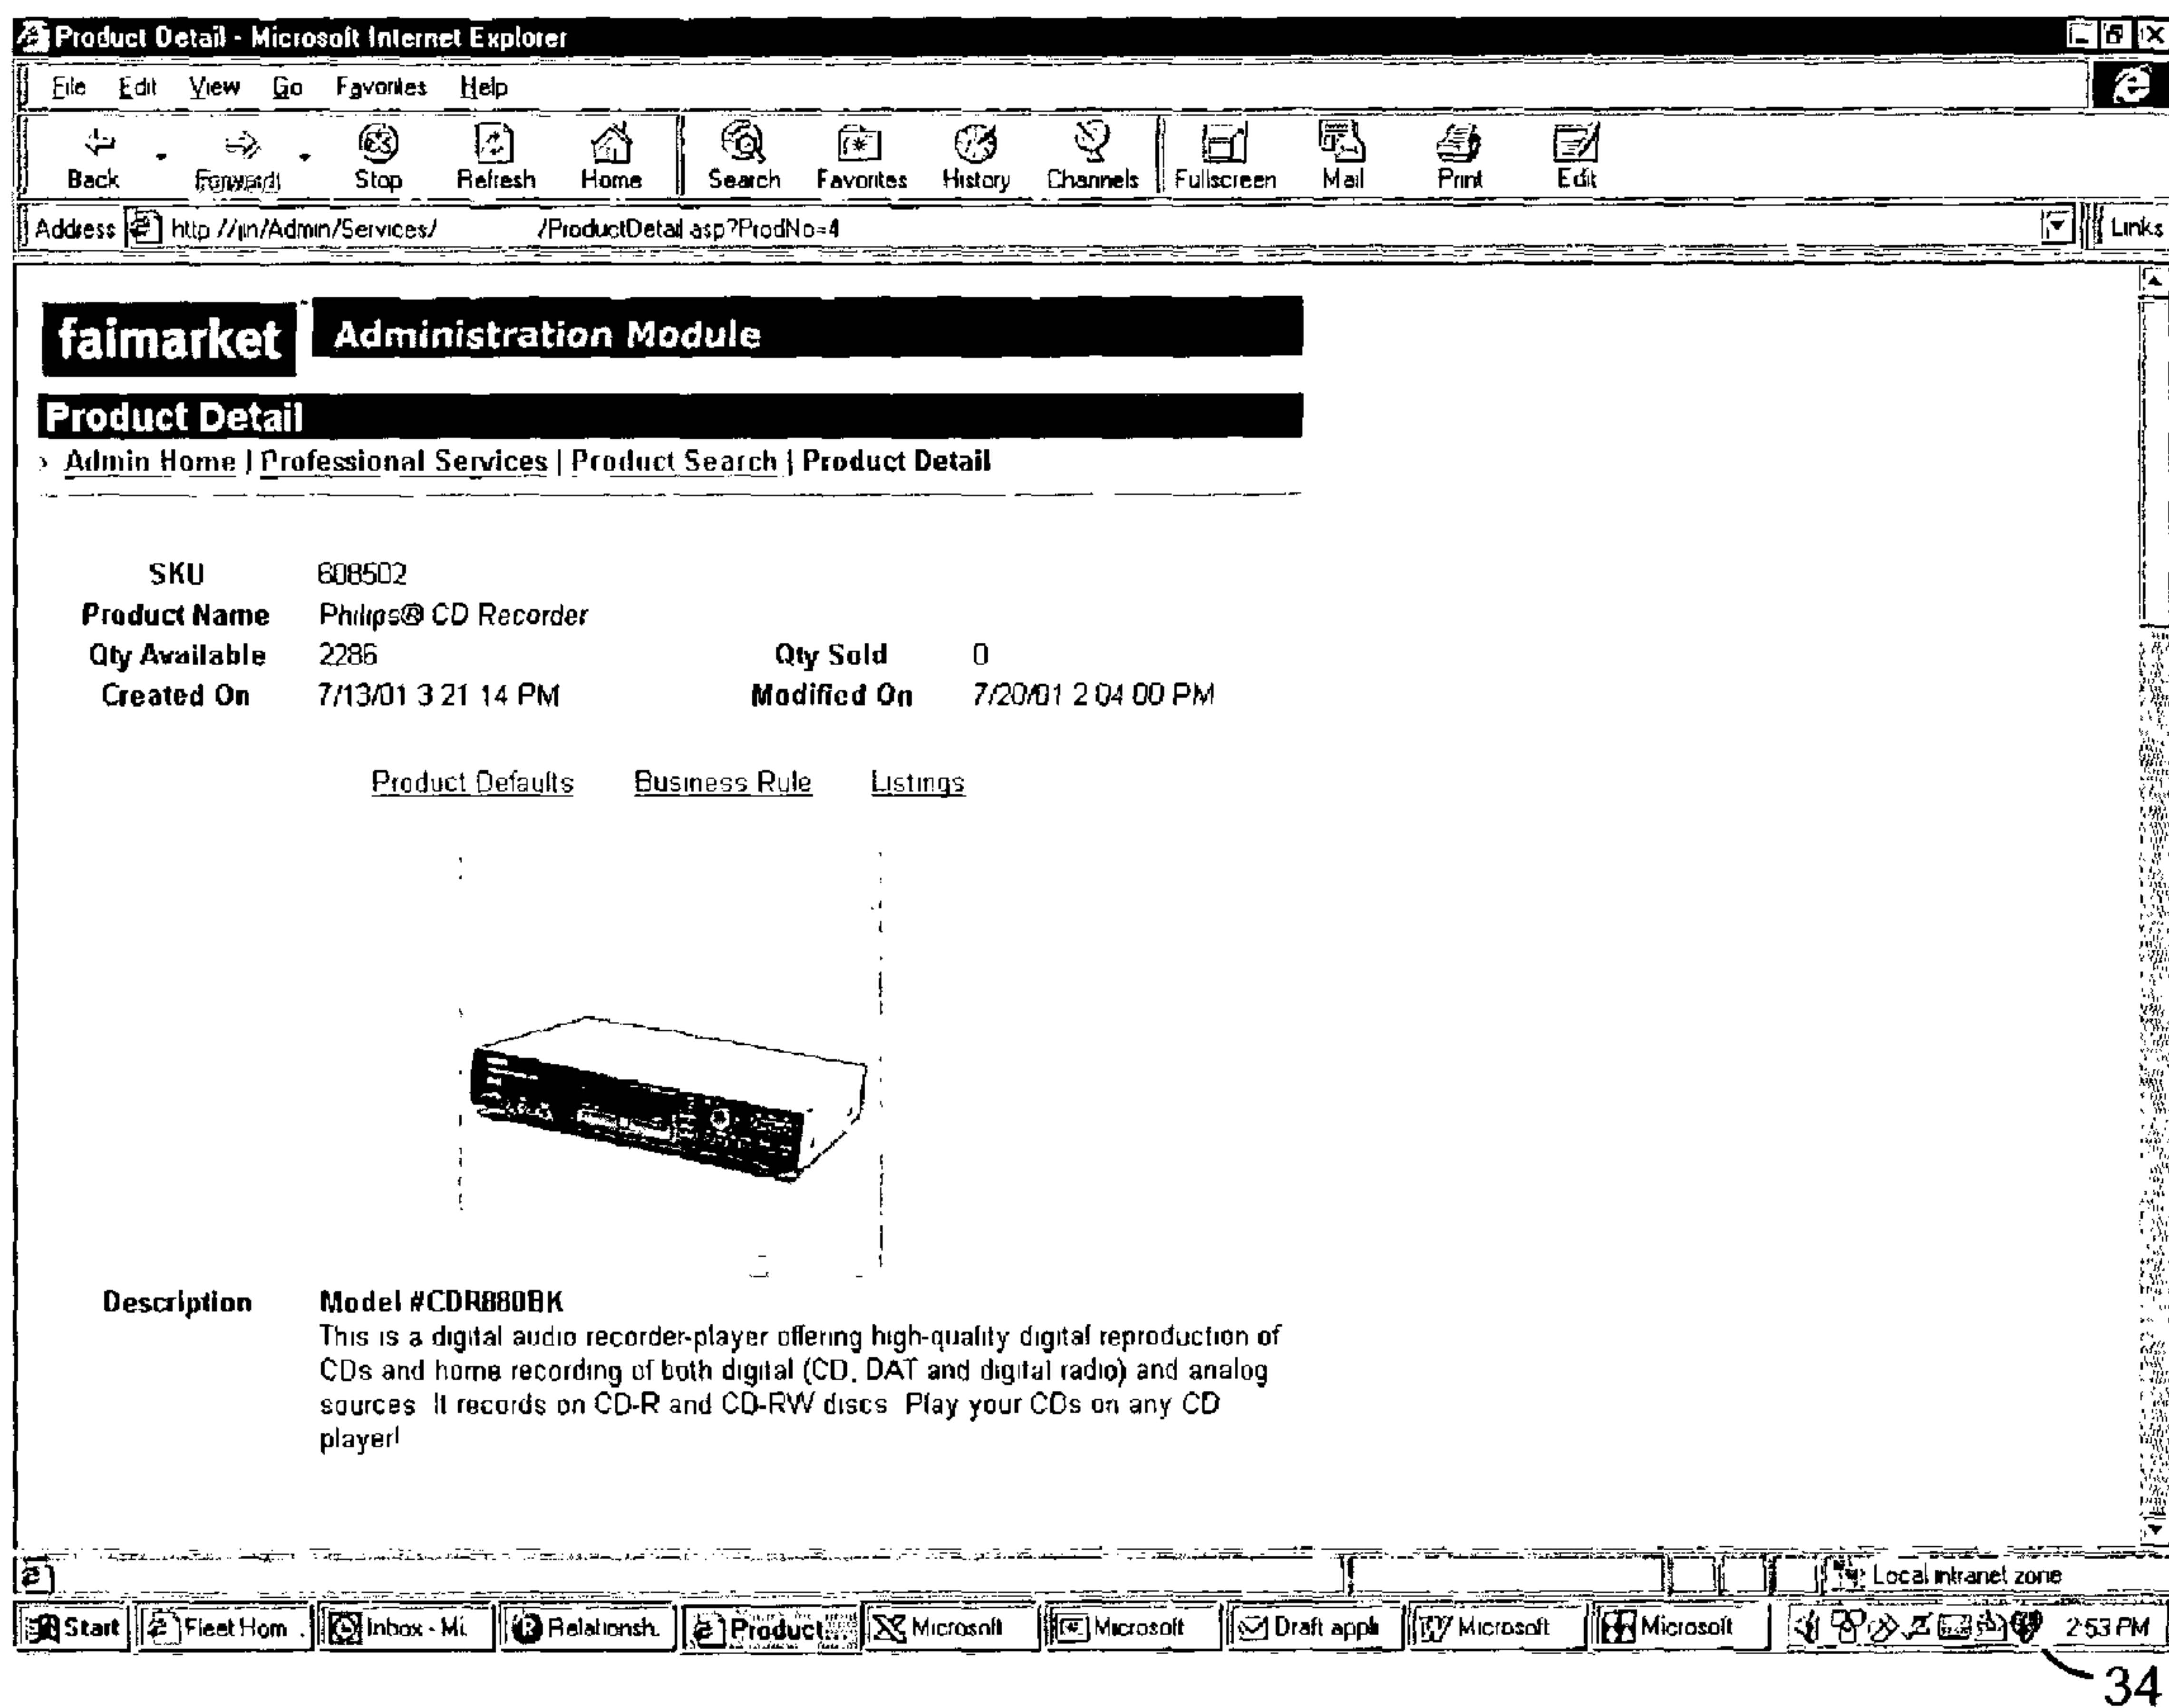 Product Detail - Microsoft Internet Explorer
File Edit View Go Favorites Help
Back Forward Stop Refresh Home Search Favorites History Channels Fullscreen Mail Print Edit
Address http //jin/Admin/Services/ /ProductDetail asp?ProdNo=4 Links
faimarket Administration Module
Product Detail
> Admin Home | Professional Services | Product Search | Product Detail
SKU 608502
Product Name Philips® CD Recorder
Qty Available 2286 Qty Sold 0
Created On 7/13/01 3 21 14 PM Modified On 7/20/01 2 04 00 PM
Product Defaults Business Rule Listings
Description Model #CDR880BK
This is a digital audio recorder-player offering high-quality digital reproduction of
CDs and home recording of both digital (CD, DAT and digital radio) and analog
sources It records on CD-R and CD-RW discs Play your CDs on any CD
player!
Local intranet zone
Start Fleet Hom . Inbox - Mi. Relationsh. Product... Microsoft Microsoft Draft appli Microsoft Microsoft 2:53 PM
34